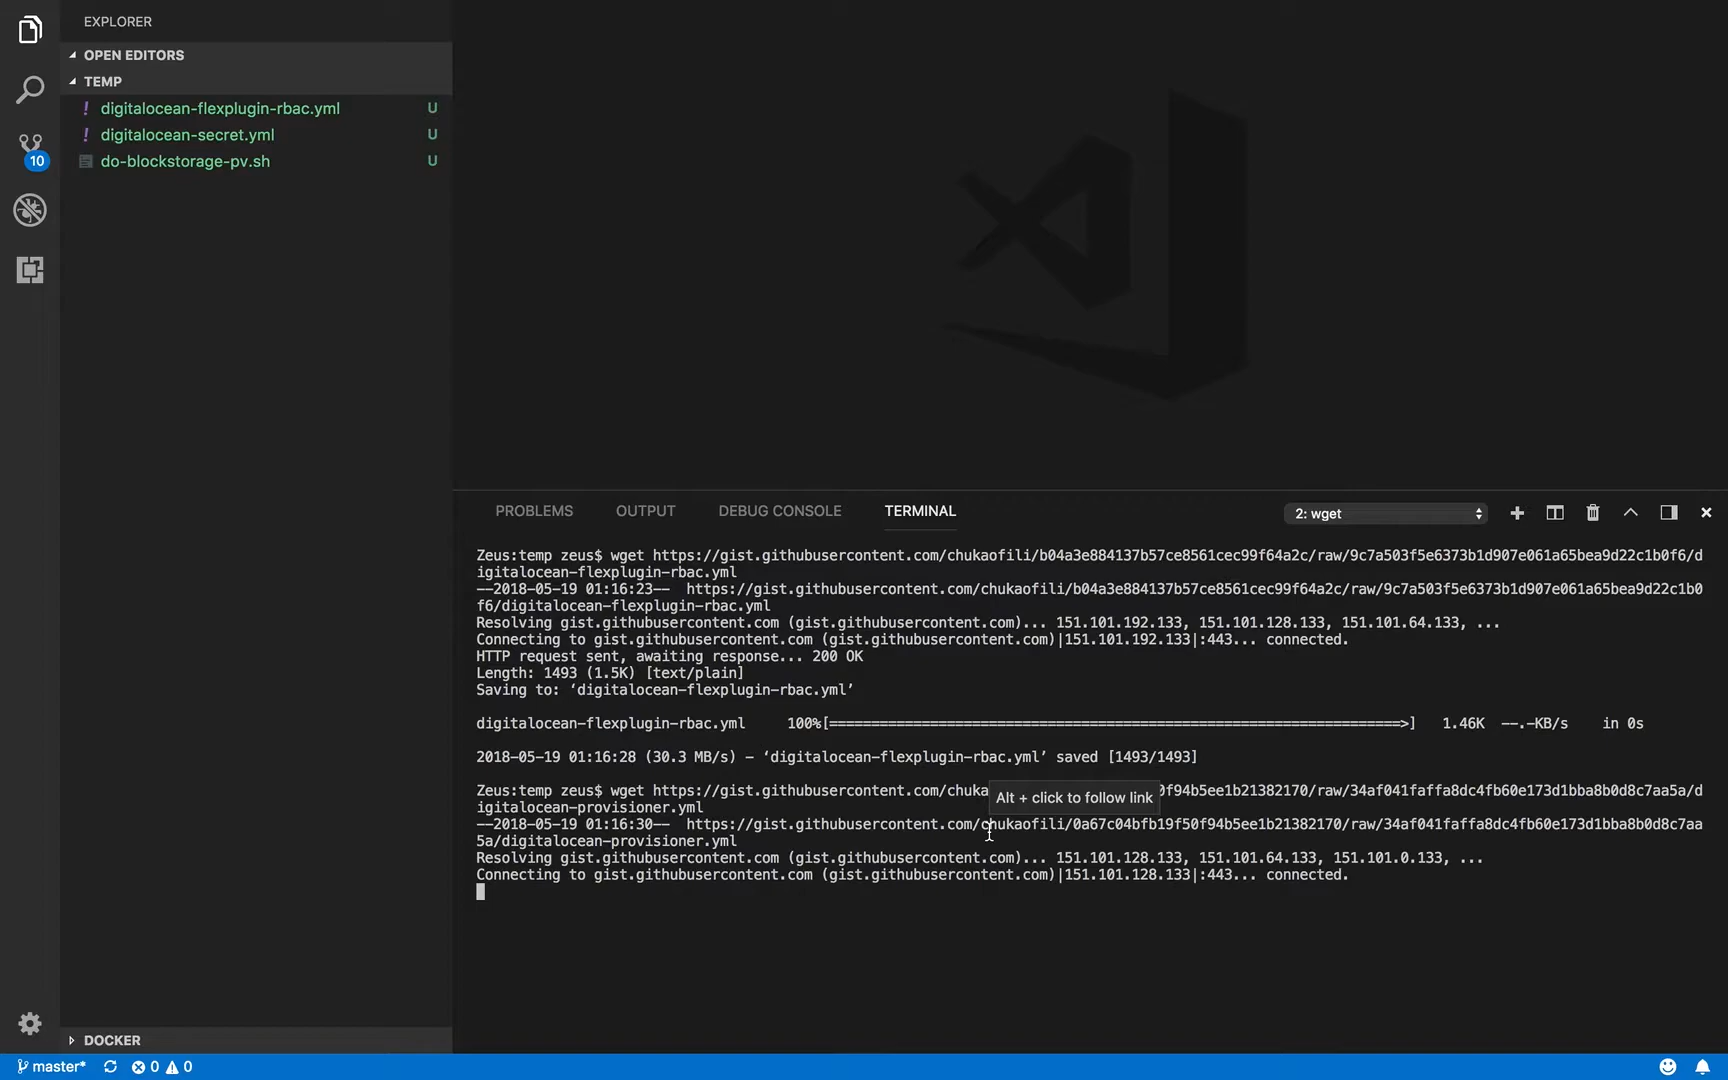 EXPLORER
OPEN EDITORS
TEMP
! digitalocean-flexplugin-rbac.yml U
! digitalocean-secret.yml U
do-blockstorage-pv.sh U
10
DOCKER
PROBLEMS OUTPUT DEBUG CONSOLE TERMINAL 2: wget
Zeus:temp zeus$ wget https://gist.githubusercontent.com/chukaofili/b04a3e884137b57ce8561cec99f64a2c/raw/9c7a503f5e6373b1d907e061a65bea9d22c1b0f6/d
igitalocean-flexplugin-rbac.yml
--2018-05-19 01:16:23-- https://gist.githubusercontent.com/chukaofili/b04a3e884137b57ce8561cec99f64a2c/raw/9c7a503f5e6373b1d907e061a65bea9d22c1b0
f6/digitalocean-flexplugin-rbac.yml
Resolving gist.githubusercontent.com (gist.githubusercontent.com)... 151.101.192.133, 151.101.128.133, 151.101.64.133, ...
Connecting to gist.githubusercontent.com (gist.githubusercontent.com)|151.101.192.133|:443... connected.
HTTP request sent, awaiting response... 200 OK
Length: 1493 (1.5K) [text/plain]
Saving to: ‘digitalocean-flexplugin-rbac.yml’
digitalocean-flexplugin-rbac.yml 100%[====================================================================>] 1.46K --.-KB/s in 0s
2018-05-19 01:16:28 (30.3 MB/s) - ‘digitalocean-flexplugin-rbac.yml’ saved [1493/1493]
Zeus:temp zeus$ wget https://gist.githubusercontent.com/chuka 0f94b5ee1b21382170/raw/34af041faffa8dc4fb60e173d1bba8b0d8c7aa5a/d
Alt + click to follow link
igitalocean-provisioner.yml
--2018-05-19 01:16:30-- https://gist.githubusercontent.com/chukaofili/0a67c04bfb19f50f94b5ee1b21382170/raw/34af041faffa8dc4fb60e173d1bba8b0d8c7aa
5a/digitalocean-provisioner.yml
Resolving gist.githubusercontent.com (gist.githubusercontent.com)... 151.101.128.133, 151.101.64.133, 151.101.0.133, ...
Connecting to gist.githubusercontent.com (gist.githubusercontent.com)|151.101.128.133|:443... connected.
master* 0 0